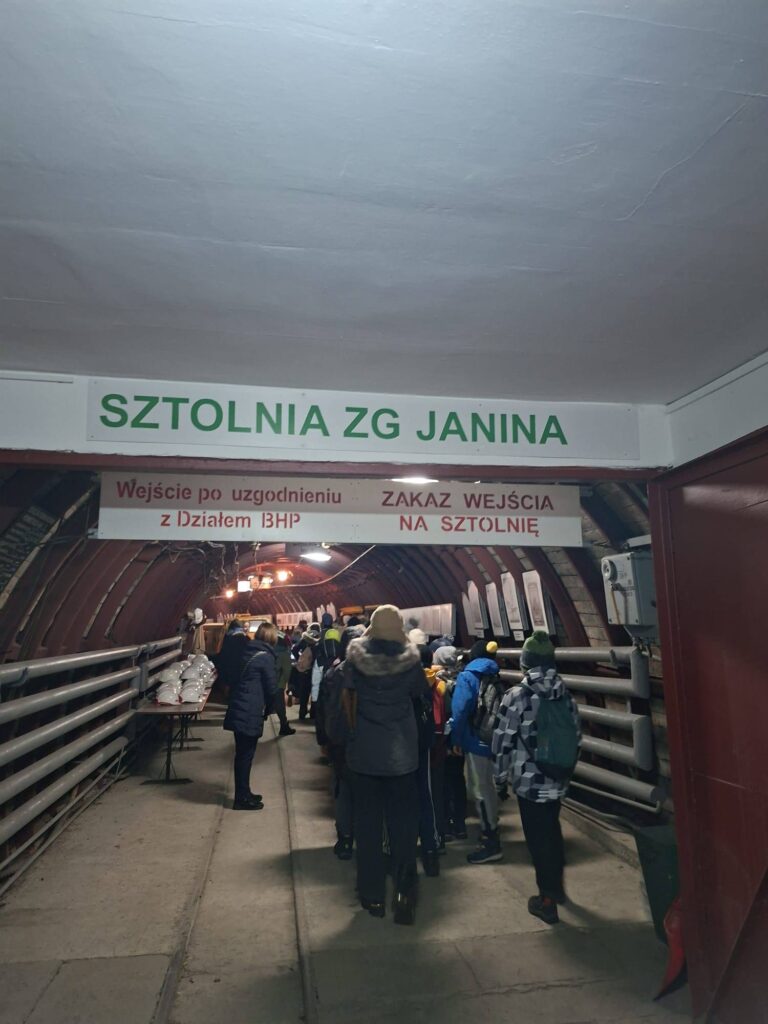 SZTOLNIA ZG JANINA
Wejście po uzgodnieniu
z Działem BHP
ZAKAZ WEJŚCIA
NA SZTOLNIĘ